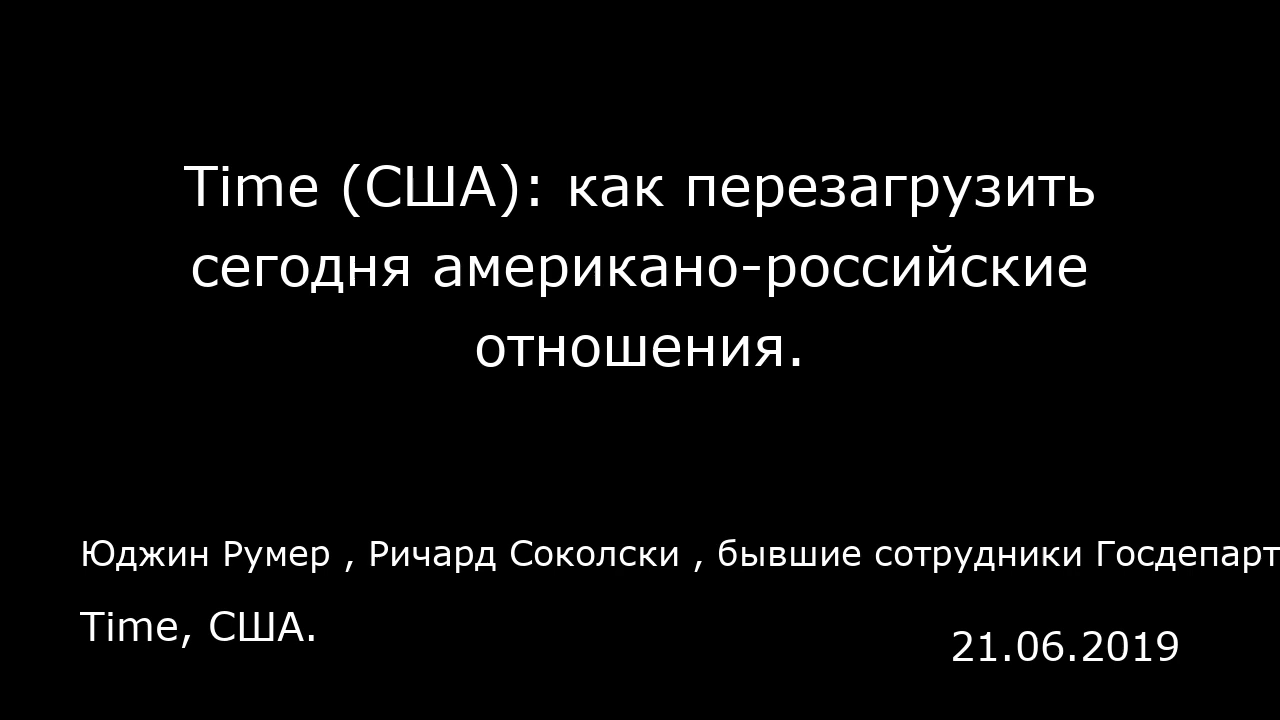 Time (США): как перезагрузить
сегодня американо-российские
отношения.
Юджин Румер , Ричард Соколски , бывшие сотрудники Госдепарт
Time, США.
21.06.2019